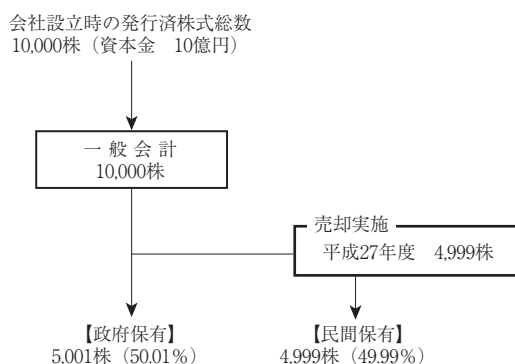 会社設立時の発行済株式総数
10,000株（資本金　10億円）
一 般 会 計
10,000株
売却実施
平成27年度　4,999株
【政府保有】
5,001株（50.01％）
【民間保有】
4,999株（49.99％）